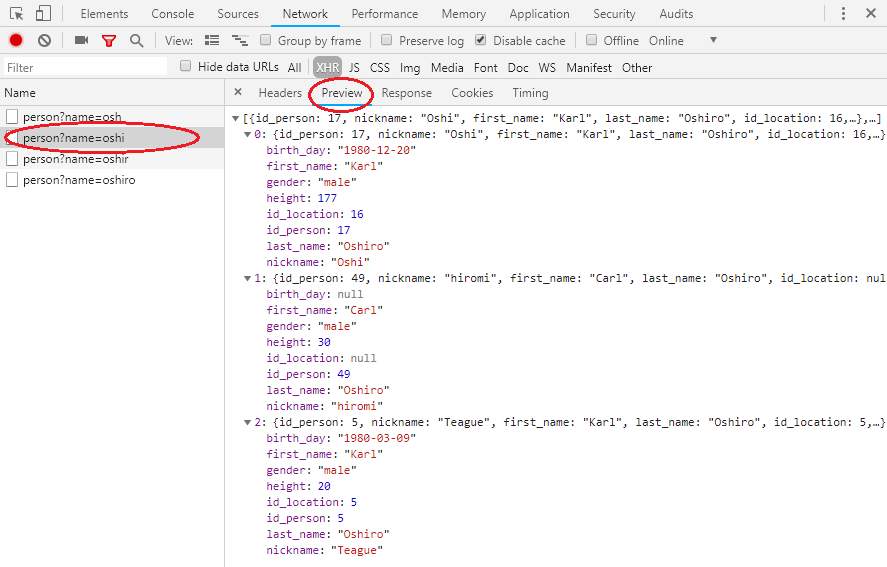 Elements Console Sources Network Performance Memory Application Security Audits
View: Group by frame Preserve log Disable cache Offline Online
Filter Hide data URLs All XHR JS CSS Img Media Font Doc WS Manifest Other
Name
person?name=osh
person?name=oshi
person?name=oshir
person?name=oshiro
Headers Preview Response Cookies Timing
[{id_person: 17, nickname: "Oshi", first_name: "Karl", last_name: "Oshiro", id_location: 16,…},…]
0: {id_person: 17, nickname: "Oshi", first_name: "Karl", last_name: "Oshiro", id_location: 16,…}
birth_day: "1980-12-20"
first_name: "Karl"
gender: "male"
height: 177
id_location: 16
id_person: 17
last_name: "Oshiro"
nickname: "Oshi"
1: {id_person: 49, nickname: "hiromi", first_name: "Carl", last_name: "Oshiro", id_location: nul
birth_day: null
first_name: "Carl"
gender: "male"
height: 30
id_location: null
id_person: 49
last_name: "Oshiro"
nickname: "hiromi"
2: {id_person: 5, nickname: "Teague", first_name: "Karl", last_name: "Oshiro", id_location: 5,…}
birth_day: "1980-03-09"
first_name: "Karl"
gender: "male"
height: 20
id_location: 5
id_person: 5
last_name: "Oshiro"
nickname: "Teague"